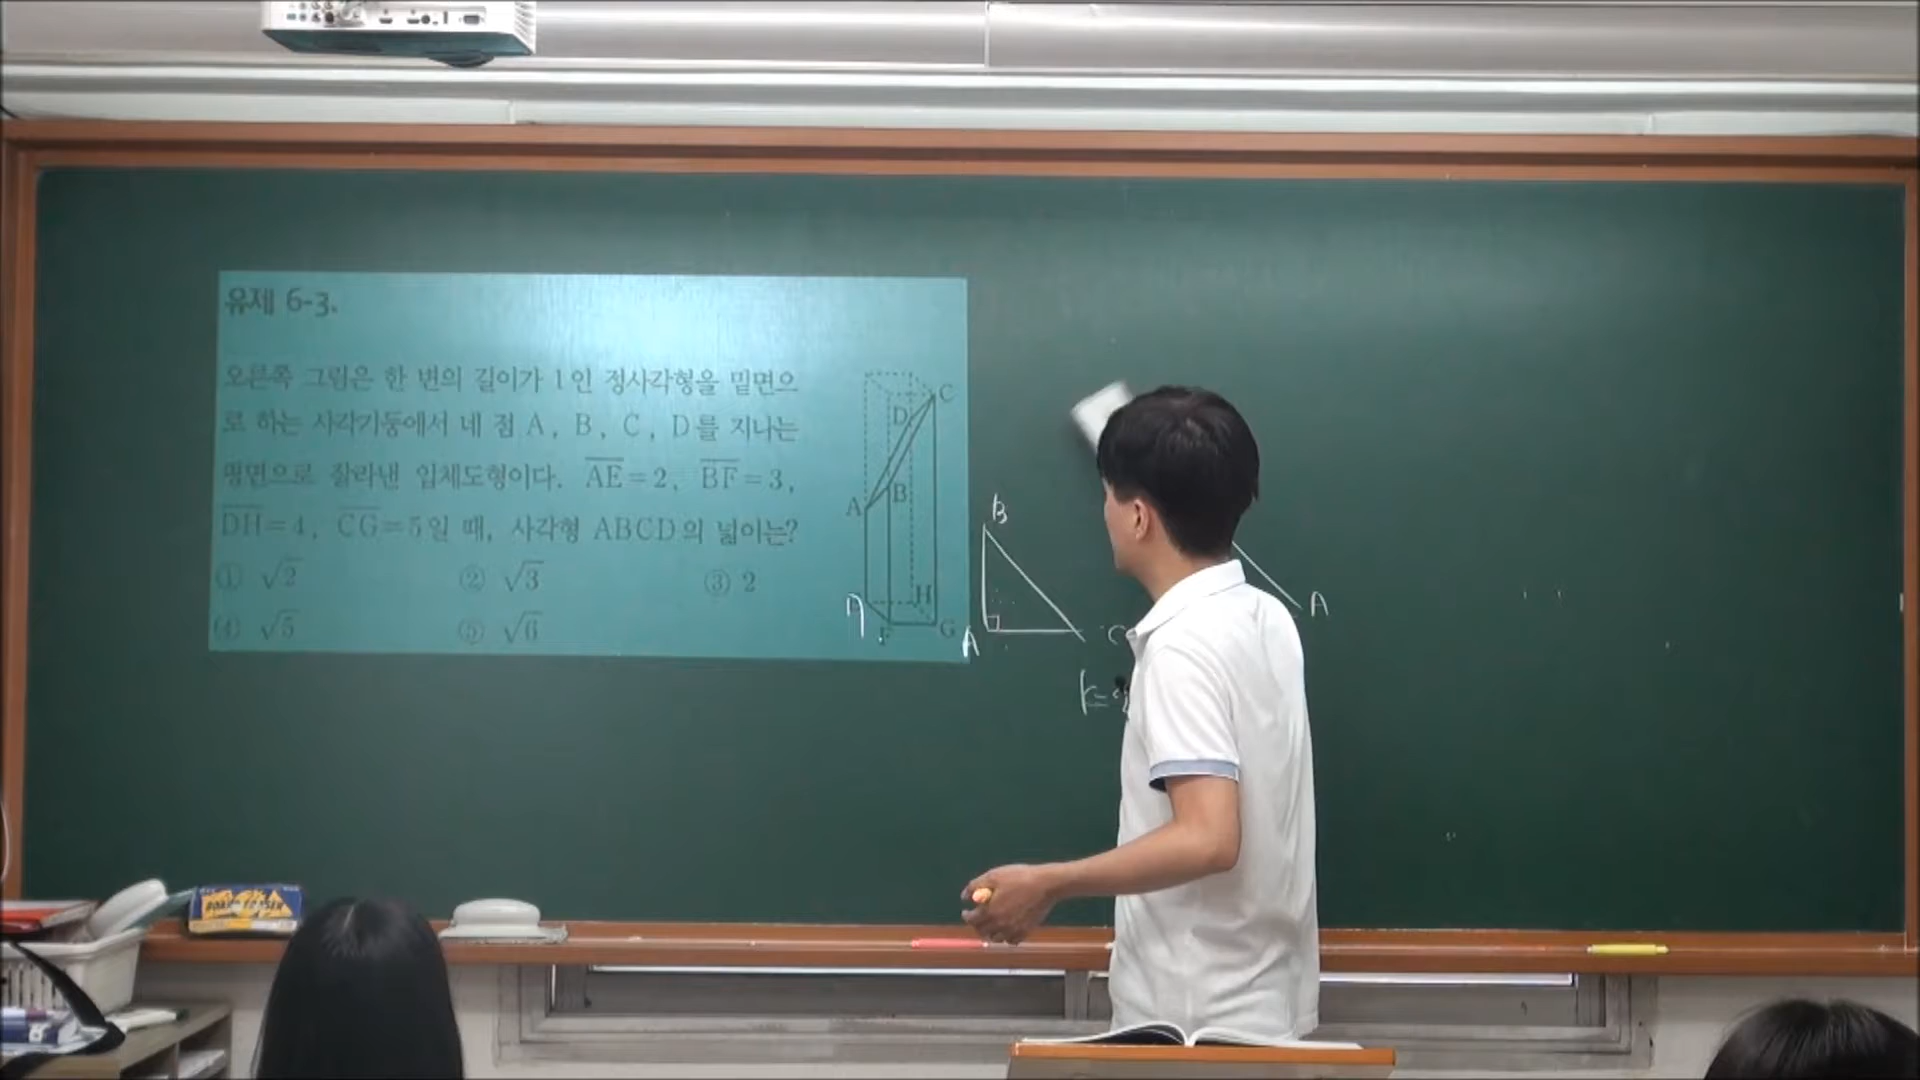 유제 6-3.
오른쪽 그림은 한 변의 길이가 1인 정사각형을 밑면으
로 하는 사각기둥에서 네 점 A, B, C, D를 지나는
평면으로 잘라낸 입체도형이다. AE=2, BF=3,
DH=4, CG=5일 때, 사각형 ABCD의 넓이는?
① √2 ② √3 ③ 2
④ √5 ⑤ √6
C
D
B
A
H
F
G
B
A
C
A